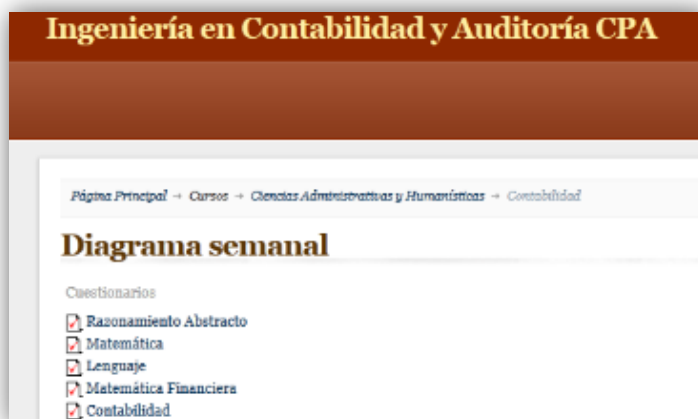 Ingeniería en Contabilidad y Auditoría CPA
Página Principal → Cursos → Ciencias Administrativas y Humanísticas → Contabilidad
Diagrama semanal
Cuestionarios
Razonamiento Abstracto
Matemática
Lenguaje
Matemática Financiera
Contabilidad